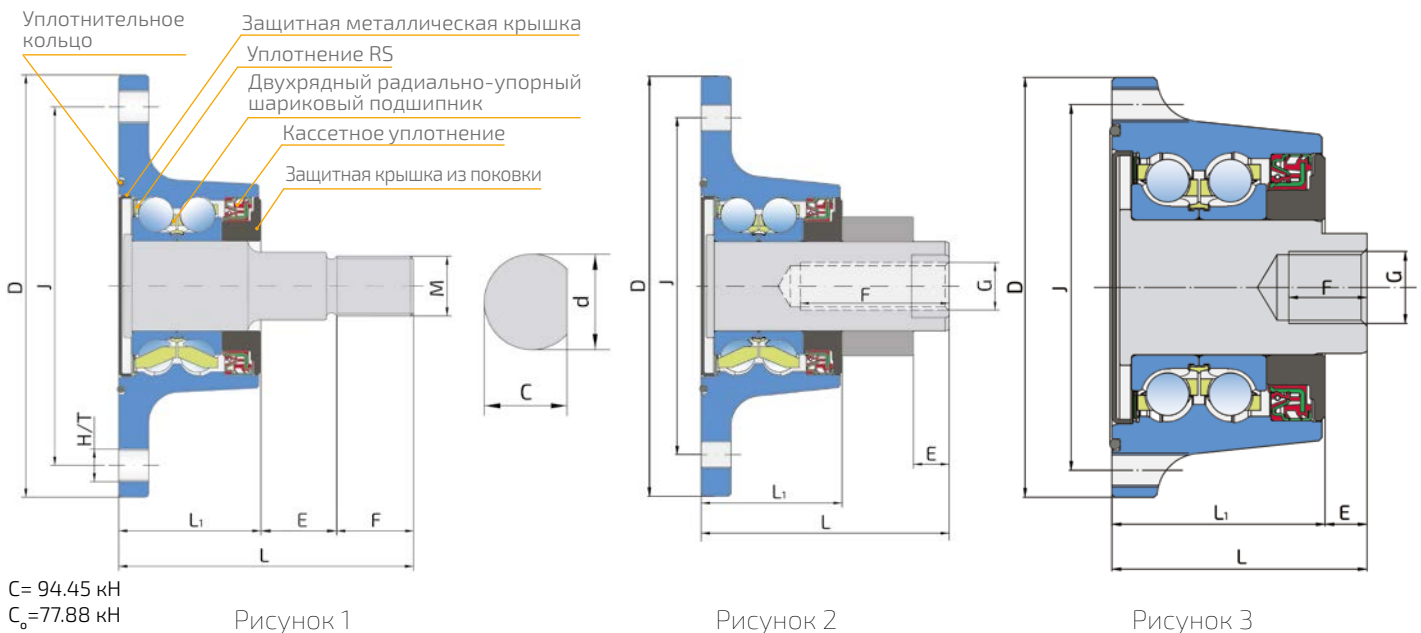 Уплотнительное
кольцо
Защитная металлическая крышка
Уплотнение RS
Двухрядный радиально-упорный
шариковый подшипник
Кассетное уплотнение
Защитная крышка из поковки
D
J
H/T
M
L₁
E
F
L
d
C
D
J
F
G
E
L₁
L
D
J
F
G
L₁
E
L
C= 94.45 кН
Cₒ=77.88 кН
Рисунок 1
Рисунок 2
Рисунок 3